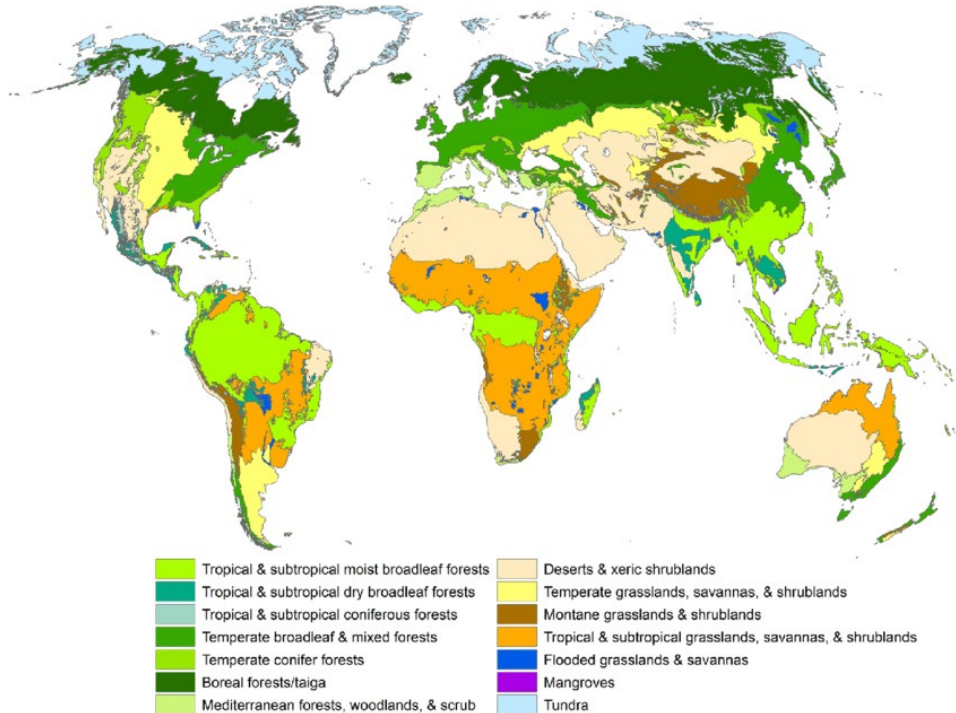 Tropical & subtropical moist broadleaf forests
Tropical & subtropical dry broadleaf forests
Tropical & subtropical coniferous forests
Temperate broadleaf & mixed forests
Temperate conifer forests
Boreal forests/taiga
Mediterranean forests, woodlands, & scrub
Deserts & xeric shrublands
Temperate grasslands, savannas, & shrublands
Montane grasslands & shrublands
Tropical & subtropical grasslands, savannas, & shrublands
Flooded grasslands & savannas
Mangroves
Tundra